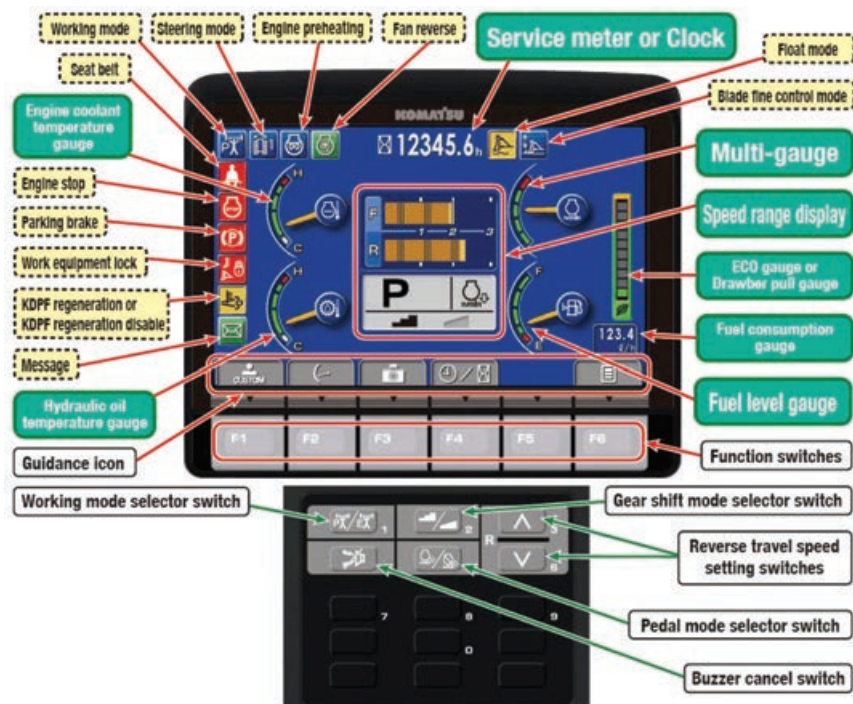 Working mode
Steering mode
Engine preheating
Fan reverse
Service meter or Clock
Float mode
Seat belt
Blade fine control mode
KOMATSU
Engine coolant
temperature
gauge
P
1
12345.6h
Multi-gauge
H
C
F
R
1 2 3
Speed range display
Engine stop
Parking brake
(P)
Work equipment lock
ECO gauge or
Drawber pull gauge
KDPF regeneration or
KDPF regeneration disable
H
C
P
F
E
123.4
Fuel consumption
gauge
Message
CUSTOM
Hydraulic oil
temperature gauge
Fuel level gauge
F1 F2 F3 F4 F5 F6
Guidance icon
Function switches
Working mode selector switch
Gear shift mode selector switch
P / E 1
2
R
5
6
Reverse travel speed
setting switches
7 8 9
0
Pedal mode selector switch
Buzzer cancel switch